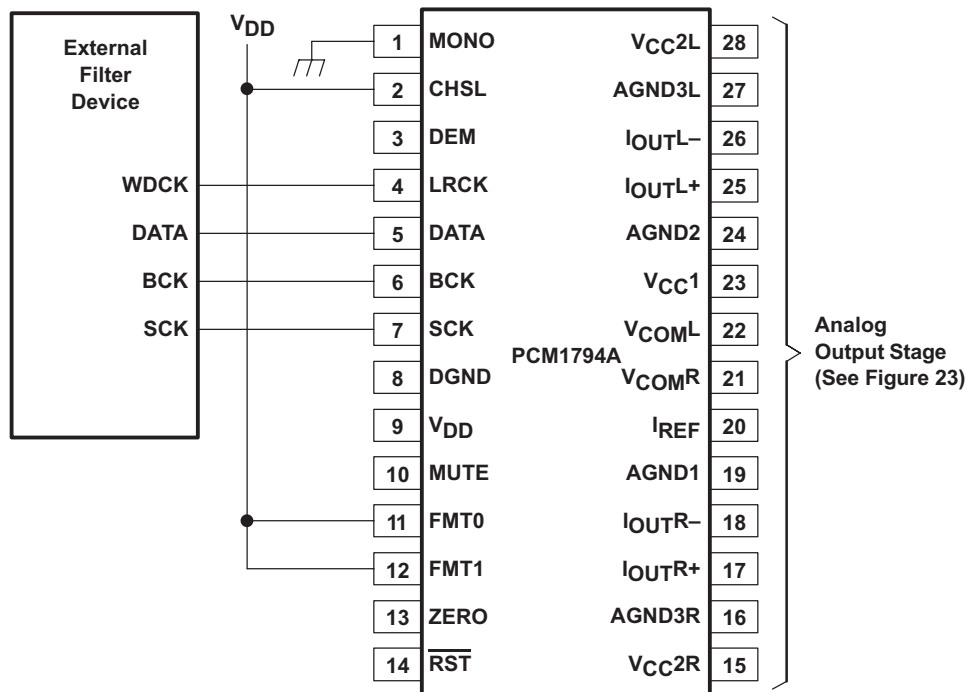 External
Filter
Device
WDCK
DATA
BCK
SCK
VDD
1 MONO
2 CHSL
3 DEM
4 LRCK
5 DATA
6 BCK
7 SCK
8 DGND
9 VDD
10 MUTE
11 FMT0
12 FMT1
13 ZERO
14 RST
PCM1794A
VCC2L 28
AGND3L 27
IOUTL– 26
IOUTL+ 25
AGND2 24
VCC1 23
VCOML 22
VCOMR 21
IREF 20
AGND1 19
IOUTR– 18
IOUTR+ 17
AGND3R 16
VCC2R 15
Analog
Output Stage
(See Figure 23)